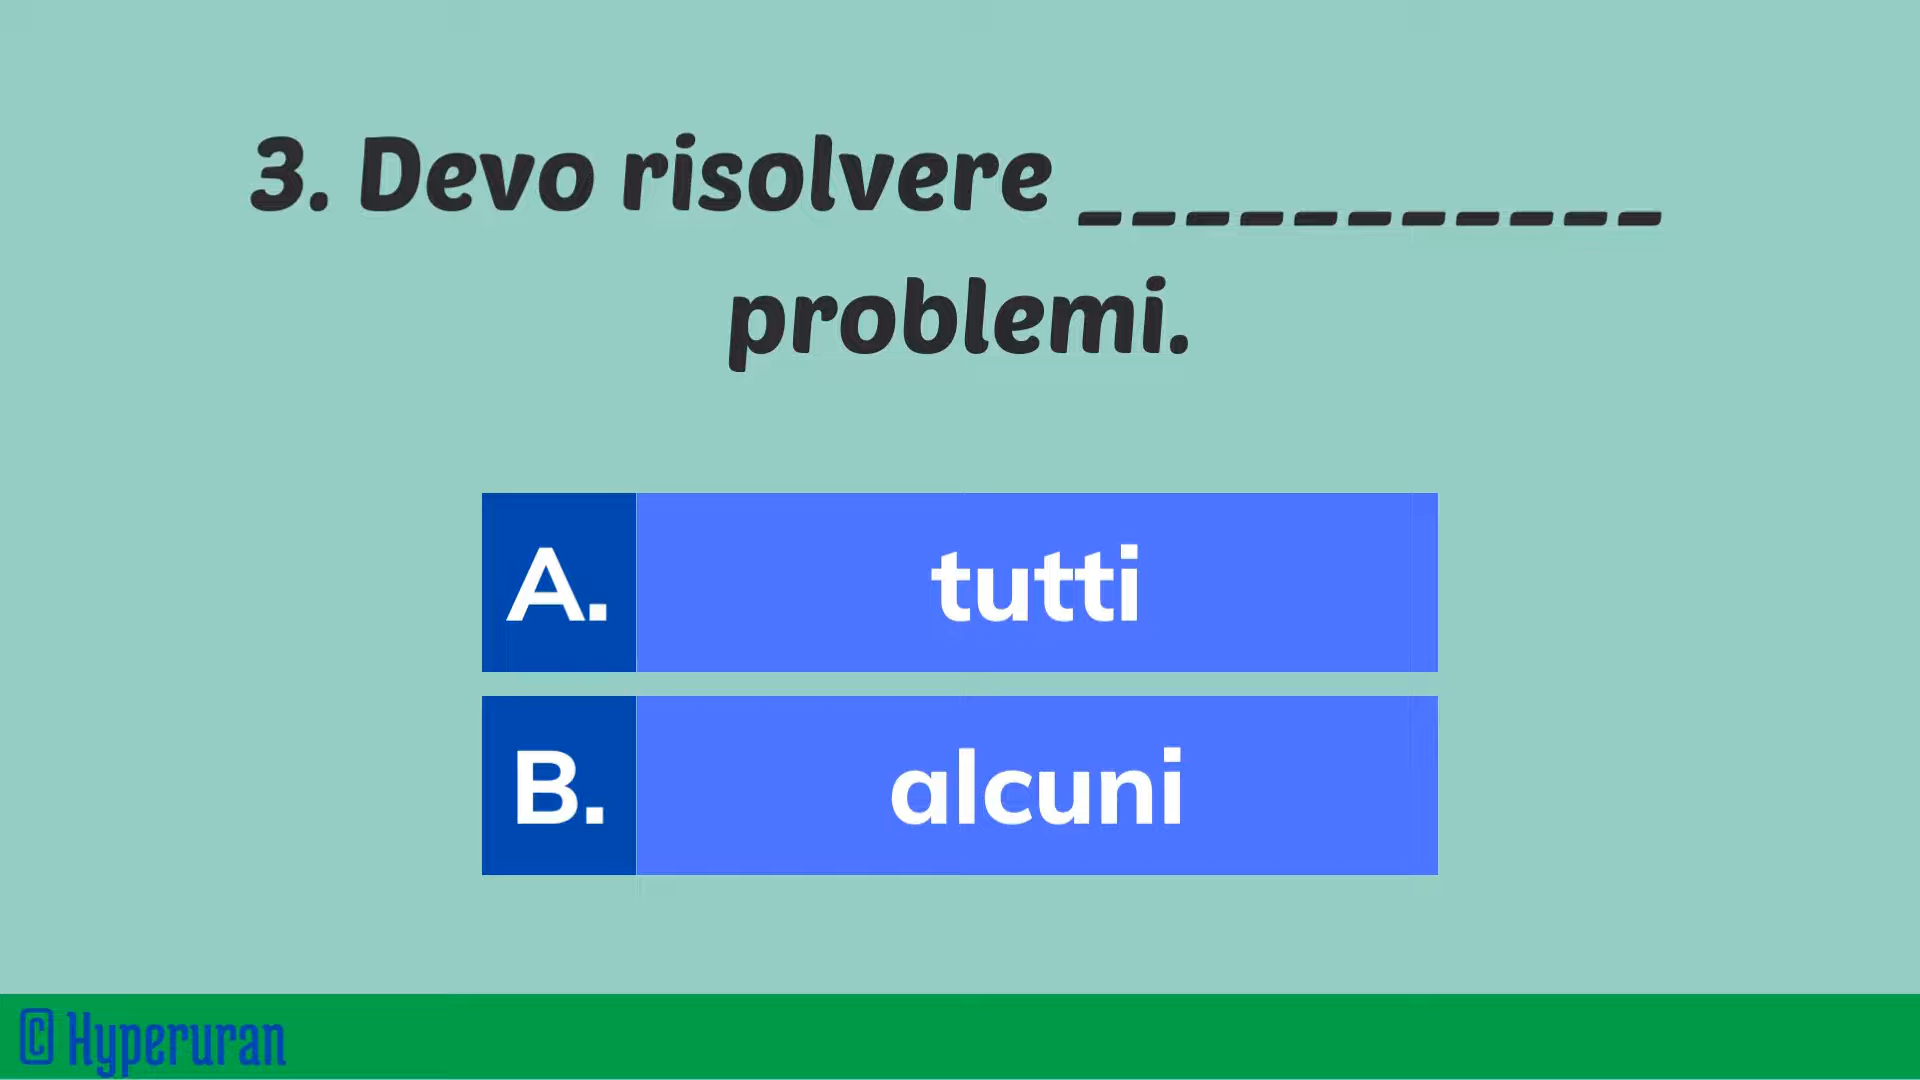 3. Devo risolvere ___________
problemi.
A. tutti
B. alcuni
© Hyperuran